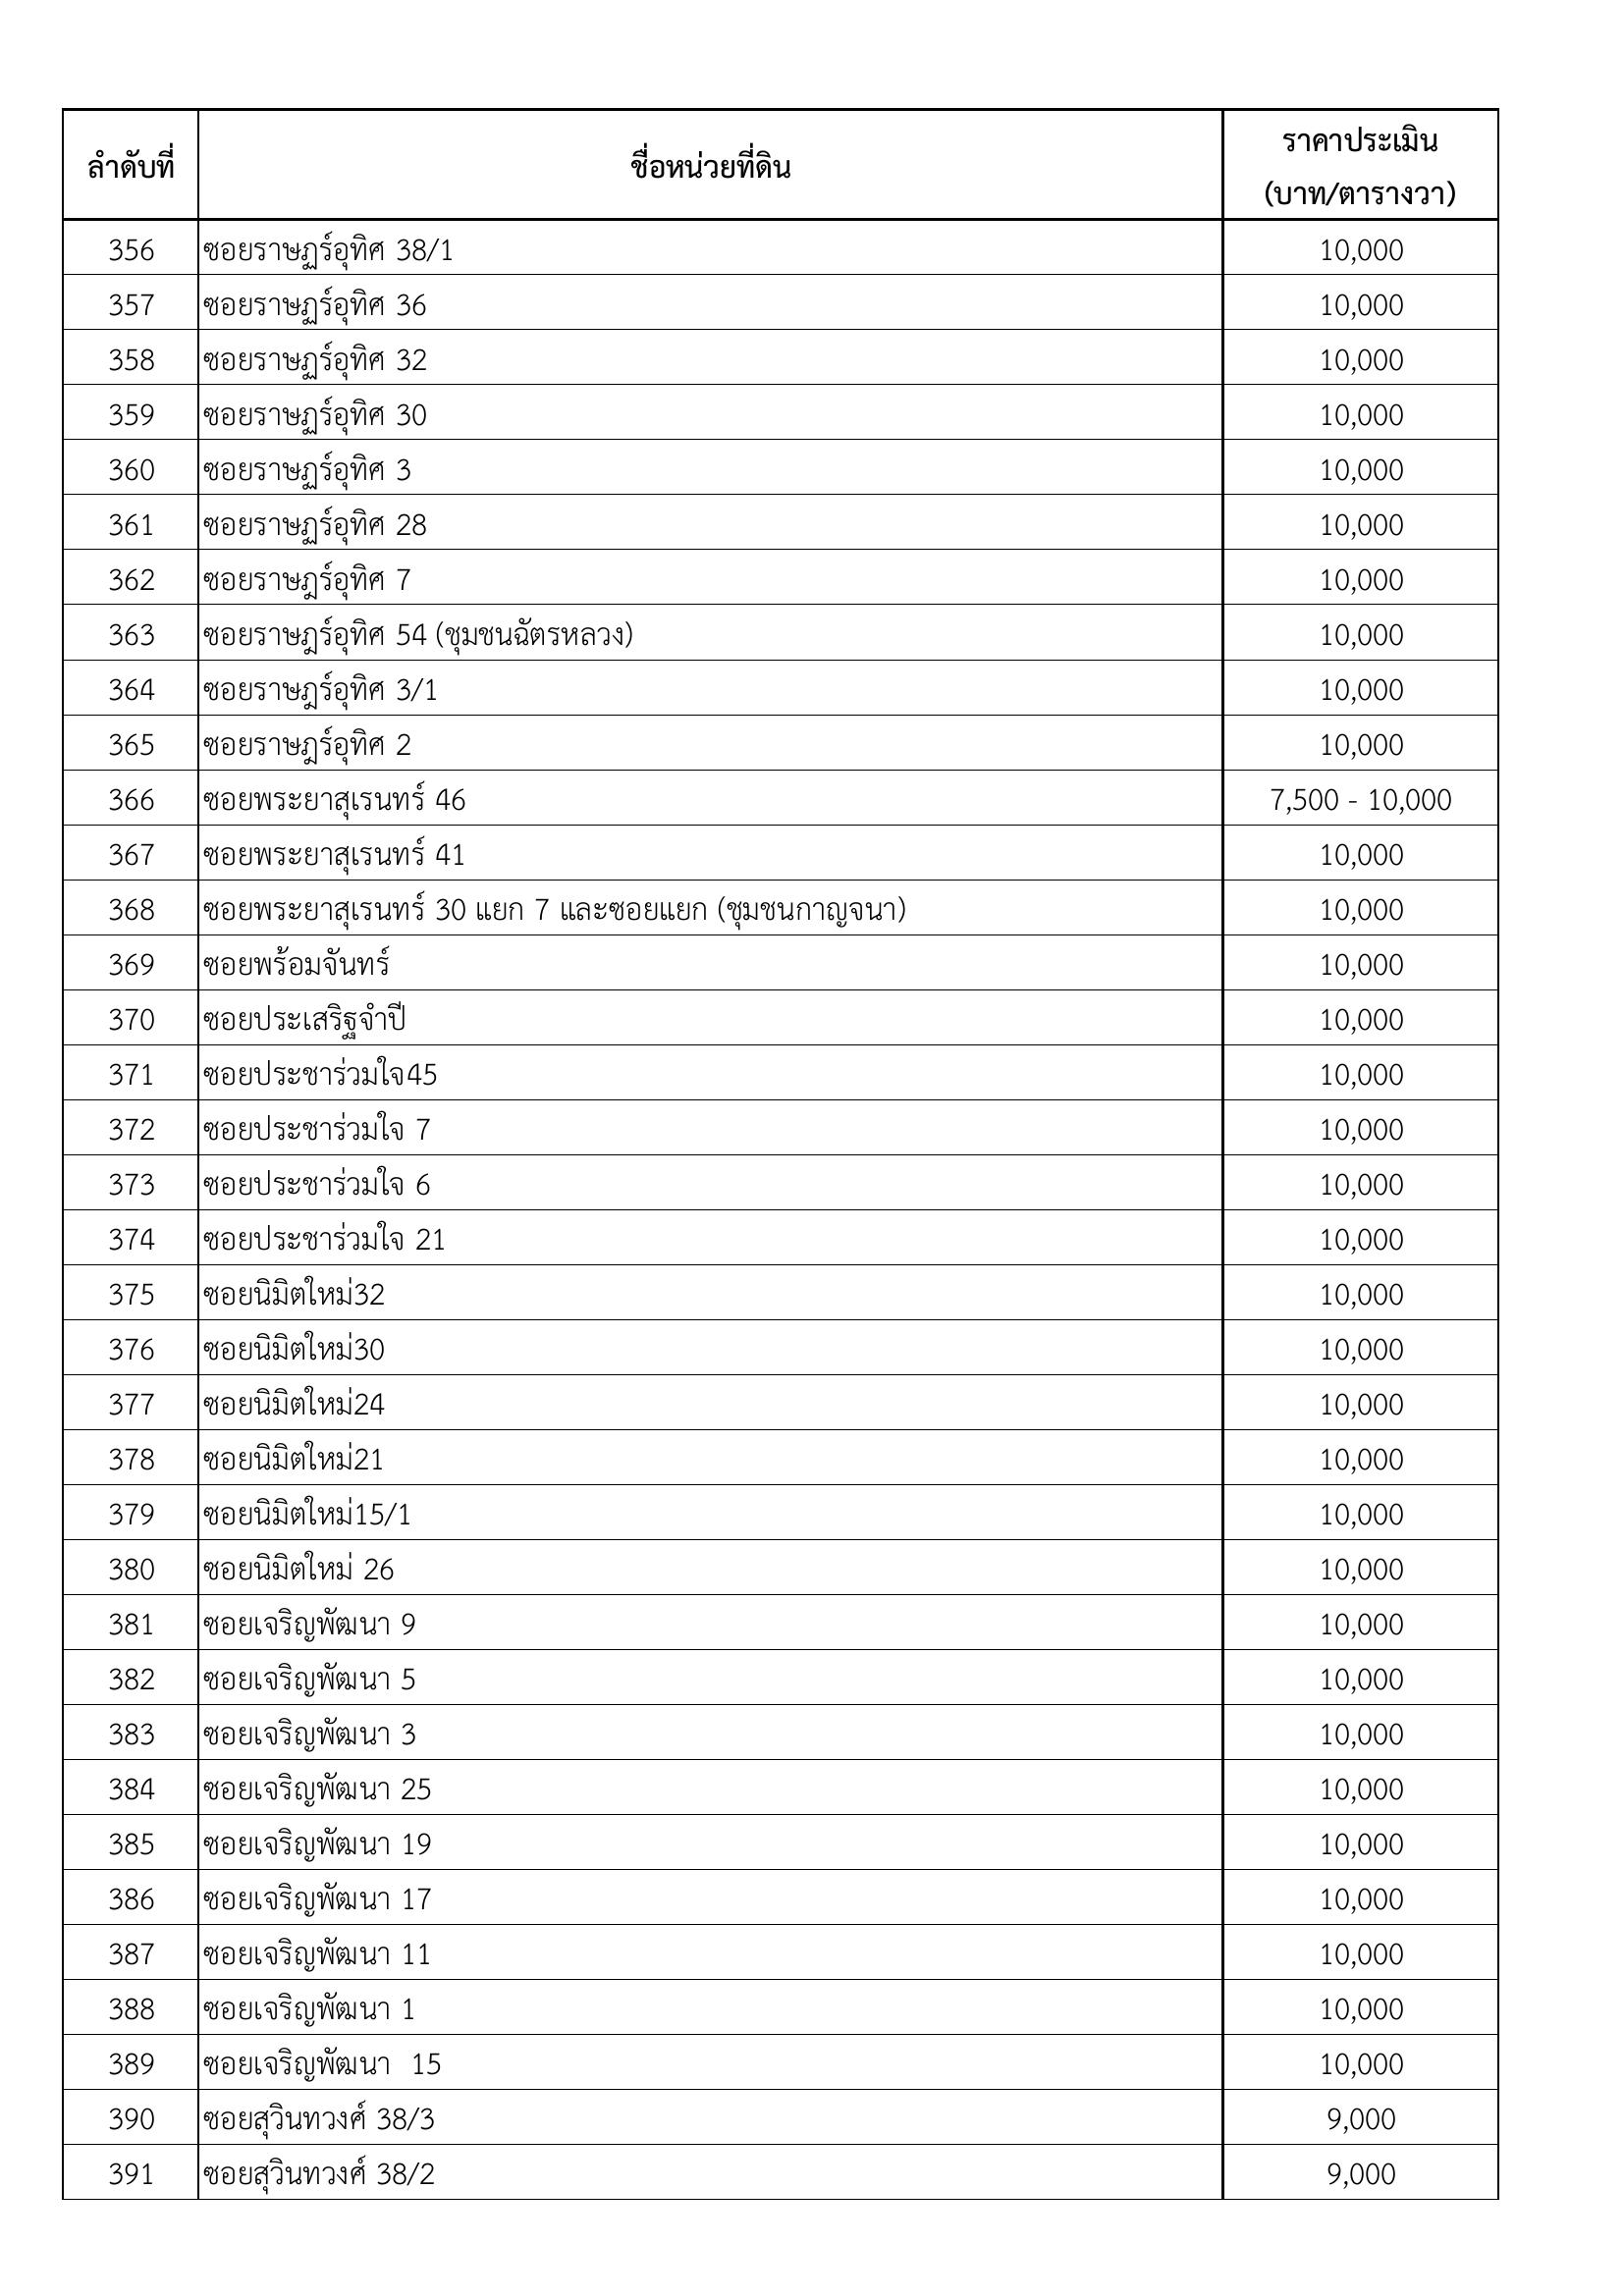 ลำดับที่ ชื่อหน่วยที่ดิน ราคาประเมิน
(บาท/ตารางวา)
356 ซอยราษฏร์อุทิศ 38/1 10,000
357 ซอยราษฏร์อุทิศ 36 10,000
358 ซอยราษฏร์อุทิศ 32 10,000
359 ซอยราษฏร์อุทิศ 30 10,000
360 ซอยราษฏร์อุทิศ 3 10,000
361 ซอยราษฏร์อุทิศ 28 10,000
362 ซอยราษฎร์อุทิศ 7 10,000
363 ซอยราษฎร์อุทิศ 54 (ชุมชนฉัตรหลวง) 10,000
364 ซอยราษฎร์อุทิศ 3/1 10,000
365 ซอยราษฎร์อุทิศ 2 10,000
366 ซอยพระยาสุเรนทร์ 46 7,500 - 10,000
367 ซอยพระยาสุเรนทร์ 41 10,000
368 ซอยพระยาสุเรนทร์ 30 แยก 7 และซอยแยก (ชุมชนกาญจนา) 10,000
369 ซอยพร้อมจันทร์ 10,000
370 ซอยประเสริฐจำปี 10,000
371 ซอยประชาร่วมใจ45 10,000
372 ซอยประชาร่วมใจ 7 10,000
373 ซอยประชาร่วมใจ 6 10,000
374 ซอยประชาร่วมใจ 21 10,000
375 ซอยนิมิตใหม่32 10,000
376 ซอยนิมิตใหม่30 10,000
377 ซอยนิมิตใหม่24 10,000
378 ซอยนิมิตใหม่21 10,000
379 ซอยนิมิตใหม่15/1 10,000
380 ซอยนิมิตใหม่ 26 10,000
381 ซอยเจริญพัฒนา 9 10,000
382 ซอยเจริญพัฒนา 5 10,000
383 ซอยเจริญพัฒนา 3 10,000
384 ซอยเจริญพัฒนา 25 10,000
385 ซอยเจริญพัฒนา 19 10,000
386 ซอยเจริญพัฒนา 17 10,000
387 ซอยเจริญพัฒนา 11 10,000
388 ซอยเจริญพัฒนา 1 10,000
389 ซอยเจริญพัฒนา  15 10,000
390 ซอยสุวินทวงศ์ 38/3 9,000
391 ซอยสุวินทวงศ์ 38/2 9,000